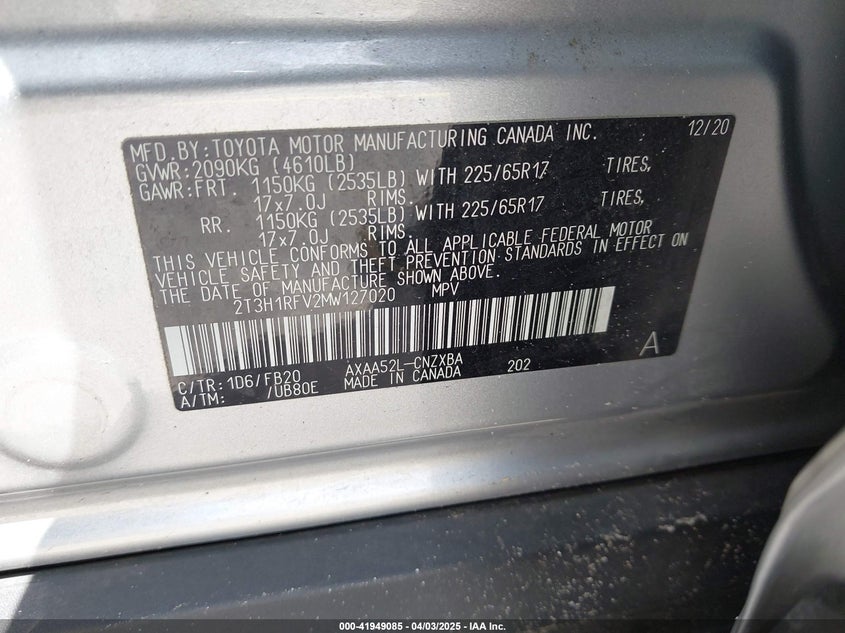 MFD.BY:TOYOTA MOTOR MANUFACTURING CANADA INC. 12/20
GVWR:2090KG (4610LB)
GAWR:FRT. 1150KG (2535LB) WITH 225/65R17 TIRES,
17x7.0J RIMS.
RR. 1150KG (2535LB) WITH 225/65R17 TIRES,
17x7.0J RIMS.
THIS VEHICLE CONFORMS TO ALL APPLICABLE FEDERAL MOTOR
VEHICLE SAFETY AND THEFT PREVENTION STANDARDS IN EFFECT ON
THE DATE OF MANUFACTURE SHOWN ABOVE.
2T3H1RFV2MW127020 MPV
C/TR:1D6/FB20 AXAA52L-CNZXBA 202 A
A/TM: /UB80E MADE IN CANADA
000-41949085 - 04/03/2025 - IAA Inc.